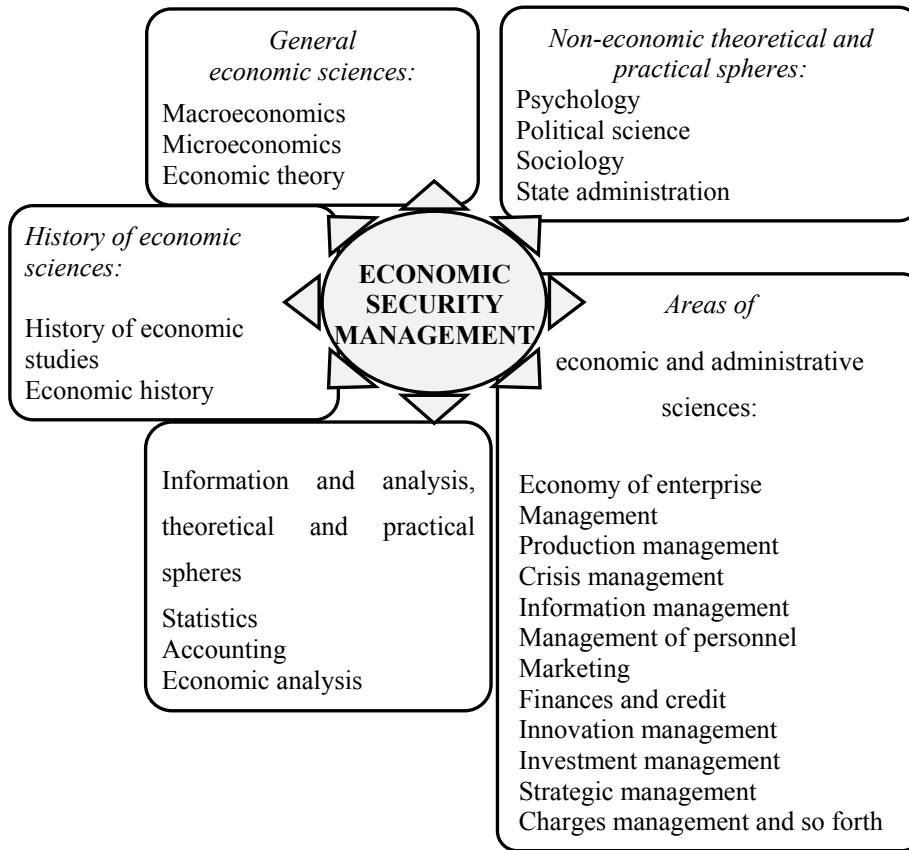 General
economic sciences:
Macroeconomics
Microeconomics
Economic theory
Non-economic theoretical and
practical spheres:
Psychology
Political science
Sociology
State administration
History of economic
sciences:
History of economic
studies
Economic history
ECONOMIC
SECURITY
MANAGEMENT
Areas of
economic and administrative
sciences:
Economy of enterprise
Management
Production management
Crisis management
Information management
Management of personnel
Marketing
Finances and credit
Innovation management
Investment management
Strategic management
Charges management and so forth
Information and analysis,
theoretical and practical
spheres
Statistics
Accounting
Economic analysis